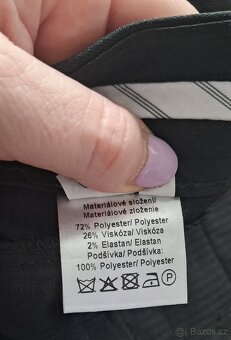 Materiálové složení/
Materiálové zloženie
72% Polyester/ Polyester
26% Viskóza/ Viskóza
2% Elastan/ Elastan
Podšívka/ Podšívka:
100% Polyester/ Polyester
P
Bazos.cz